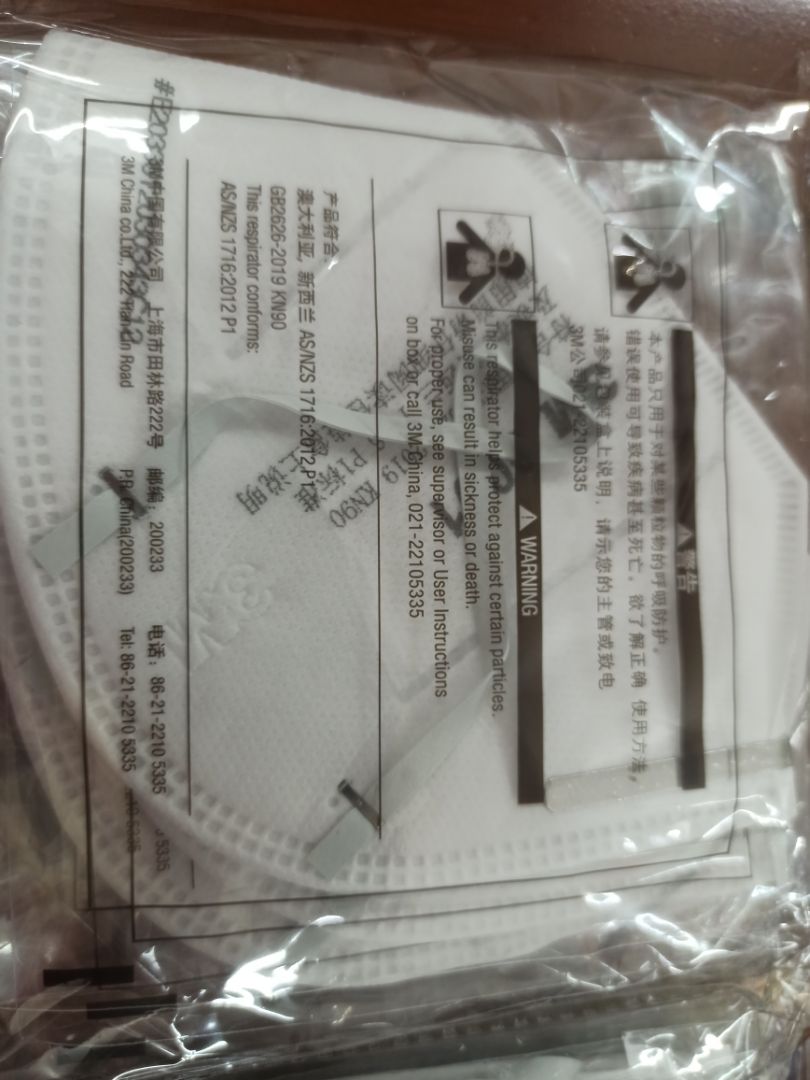 ⚠警告
本产品只用于对某些颗粒物的呼吸防护。
错误使用可导致疾病甚至死亡，欲了解正确 使用方法，
请参见包装盒上说明，请示您的主管或致电
3M公司021-22105335
⚠ WARNING
This respirator helps protect against certain particles.
Misuse can result in sickness or death.
For proper use, see supervisor or User Instructions
on box or call 3M China, 021-22105335
产品符合:
澳大利亚, 新西兰 AS/NZS 1716:2012 P1
GB2626-2019 KN90
This respirator conforms:
AS/NZS 1716:2012 P1
3M中国有限公司 上海市田林路222号 邮编: 200233 电话: 86-21-2210 5335
3M China co.Ltd., 222 Tian Lin Road P.R.China(200233) Tel: 86-21-2210 5335
KN90
3M